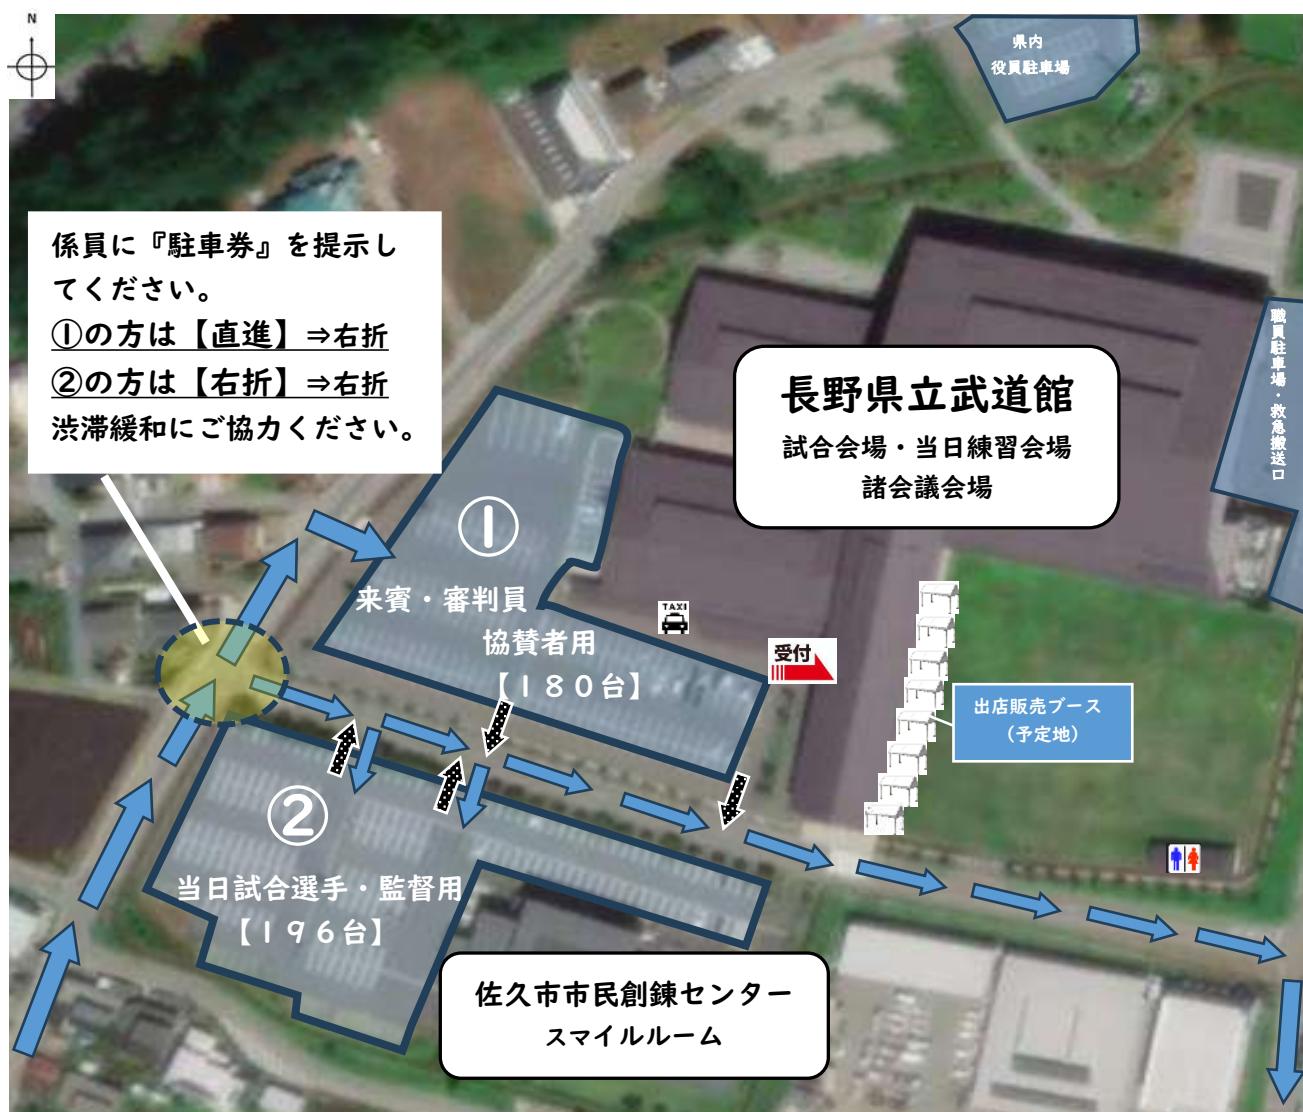 N
県内
役員駐車場
係員に『駐車券』を提示し
てください。
①の方は【直進】⇒右折
②の方は【右折】⇒右折
渋滞緩和にご協力ください。
職員駐車場・救急搬送口
長野県立武道館
試合会場・当日練習会場
諸会議会場
①
来賓・審判員
協賛者用
【180台】
TAXI
受付
出店販売ブース
（予定地）
②
当日試合選手・監督用
【196台】
佐久市市民創錬センター
スマイルルーム